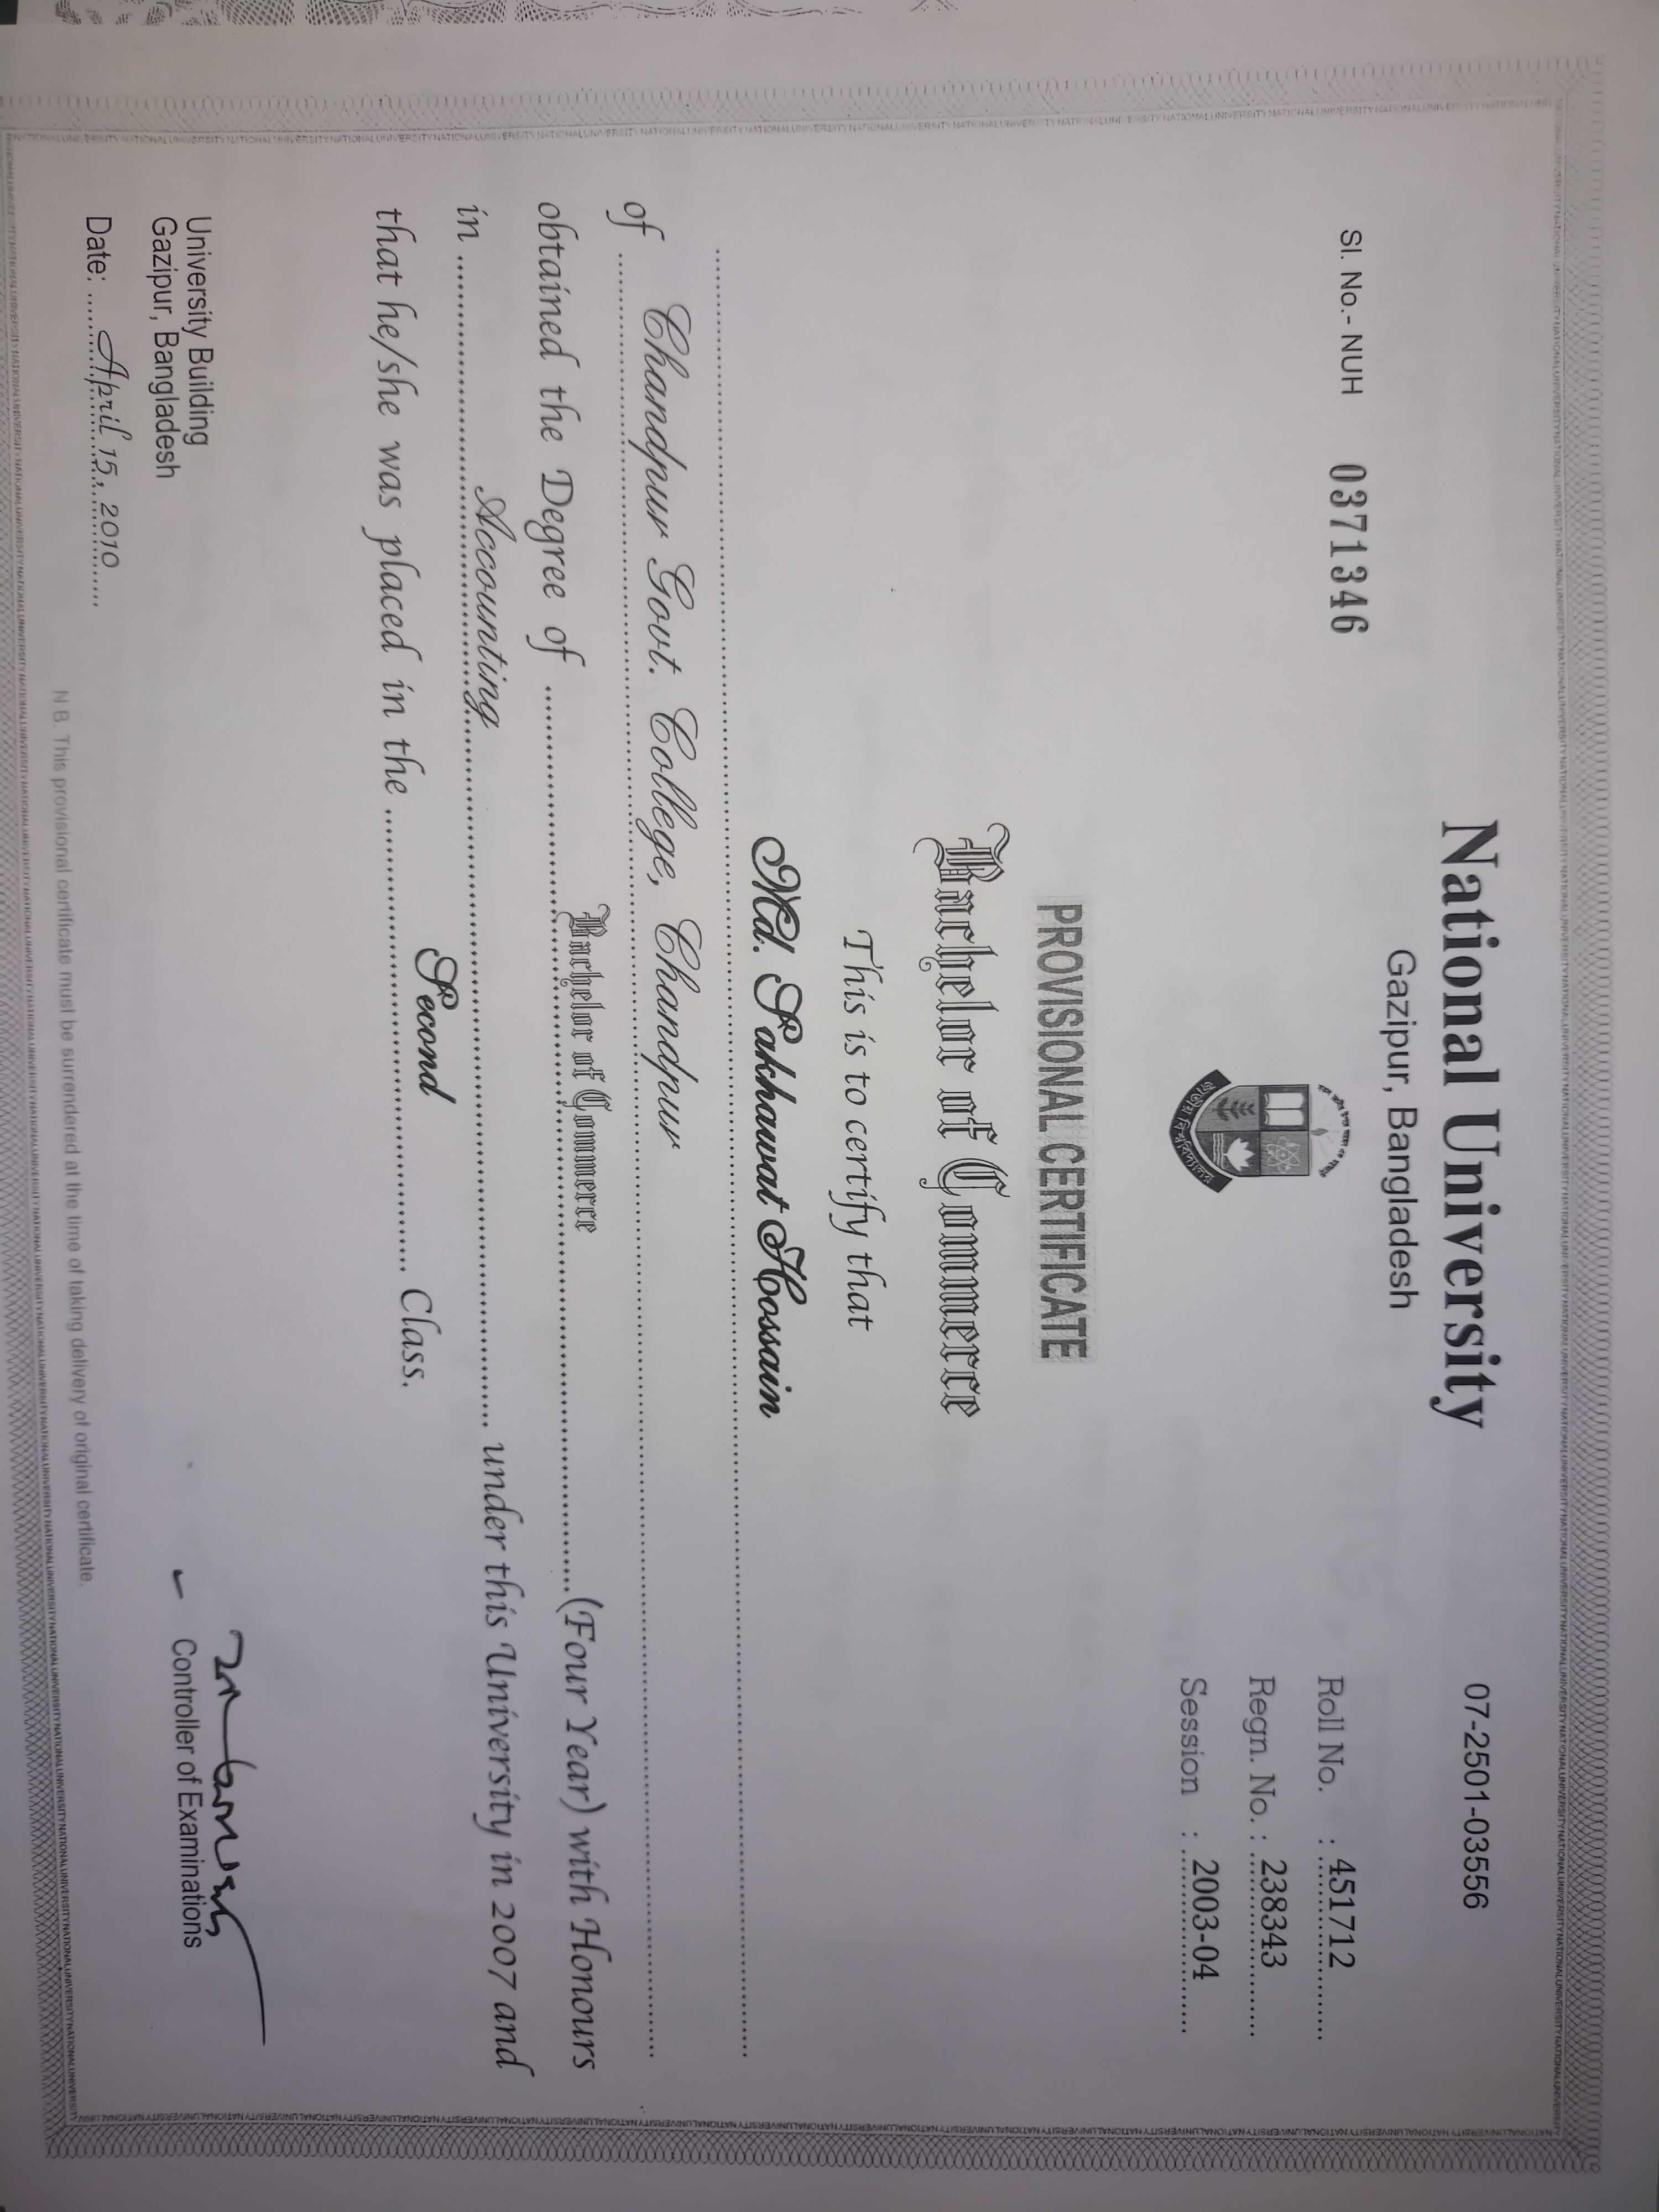 07-2501-03556
National University
Gazipur, Bangladesh
Sl. No.- NUH 0371346
Roll No. : 451712
Regn. No. : 238343
Session : 2003-04
জাতীয় বিশ্ববিদ্যালয়
PROVISIONAL CERTIFICATE
Bachelor of Commerce
This is to certify that
Md. Sakhawat Hossain
of Chandpur Govt. College, Chandpur
obtained the Degree of Bachelor of Commerce (Four Year) with Honours
in Accounting under this University in 2007 and
that he/she was placed in the Second Class.
University Building
Gazipur, Bangladesh
Date: April 15, 2010
Controller of Examinations
N.B. This provisional certificate must be surrendered at the time of taking delivery of original certificate.